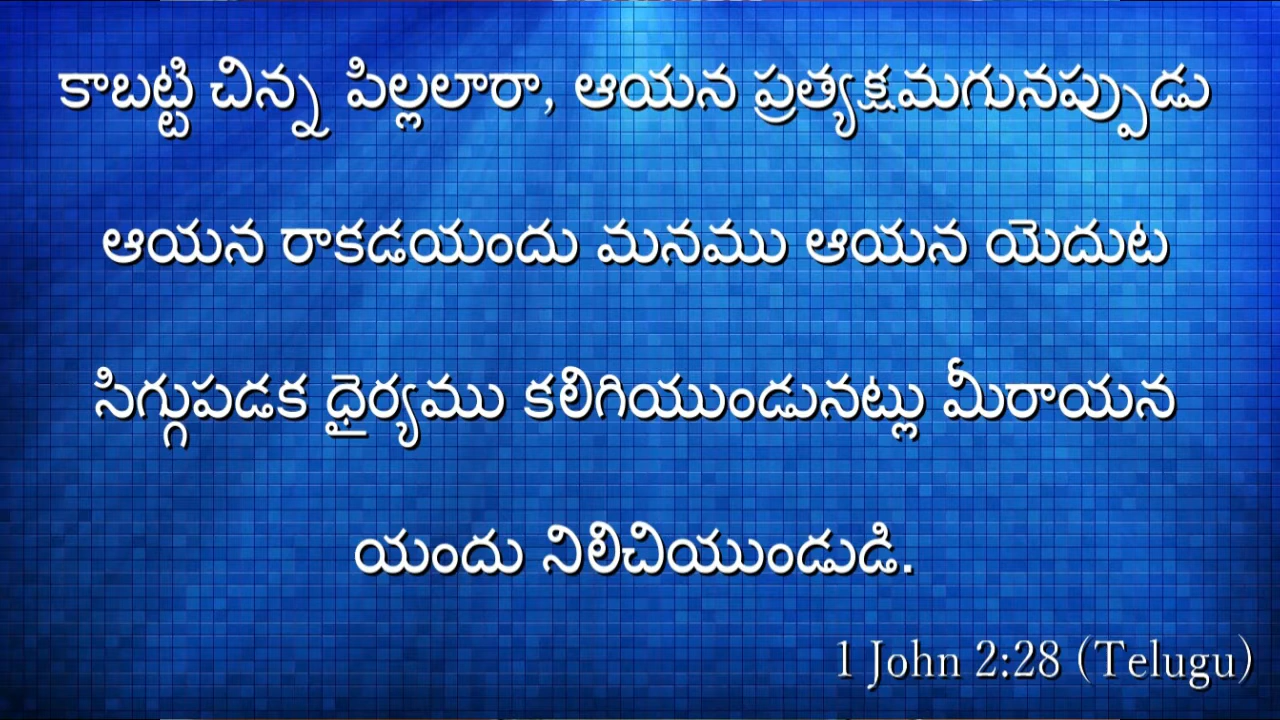 కాబట్టి చిన్న పిల్లలారా, ఆయన ప్రత్యక్షమగునప్పుడు
ఆయన రాకడయందు మనము ఆయన యెదుట
సిగ్గుపడక ధైర్యము కలిగియుండునట్లు మీరాయన
యందు నిలిచియుండుడి.
1 John 2:28 (Telugu)